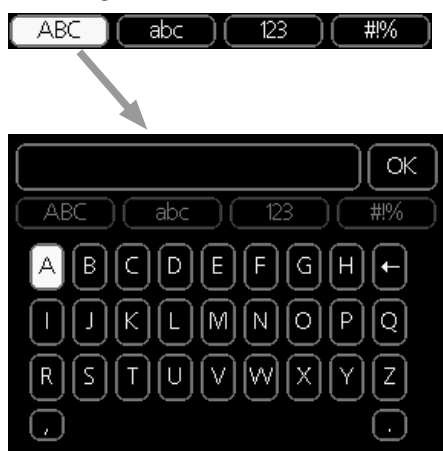 ABC abc 123 #!%
OK
ABC abc 123 #!%
A B C D E F G H ←
I J K L M N O P Q
R S T U V W X Y Z
, .